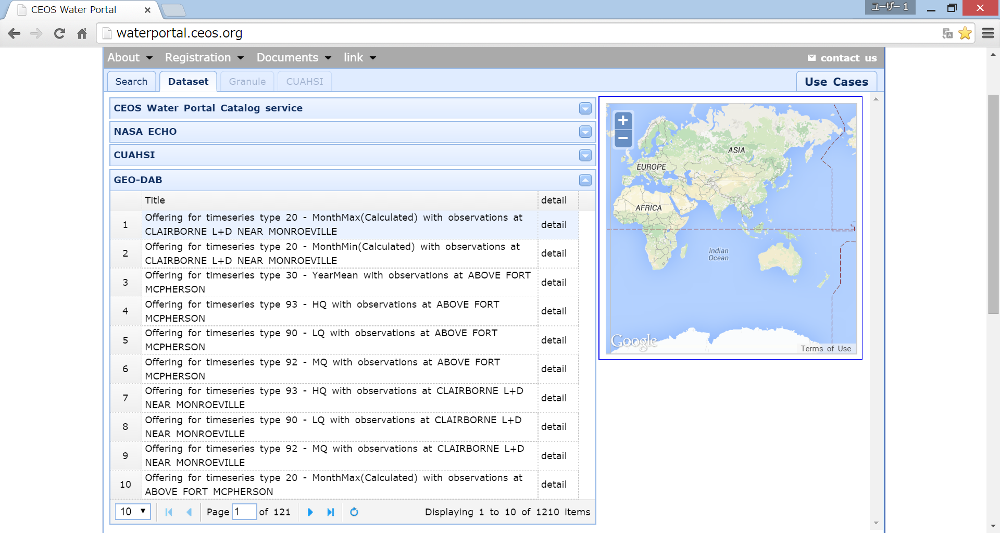 CEOS Water Portal
ユーザー 1
waterportal.ceos.org
About Registration Documents link contact us
Search Dataset Granule CUAHSI Use Cases
CEOS Water Portal Catalog service
NASA ECHO
CUAHSI
GEO-DAB
Title detail
1 Offering for timeseries type 20 - MonthMax(Calculated) with observations at
CLAIRBORNE L+D NEAR MONROEVILLE detail
2 Offering for timeseries type 20 - MonthMin(Calculated) with observations at
CLAIRBORNE L+D NEAR MONROEVILLE detail
3 Offering for timeseries type 30 - YearMean with observations at ABOVE FORT
MCPHERSON detail
4 Offering for timeseries type 93 - HQ with observations at ABOVE FORT
MCPHERSON detail
5 Offering for timeseries type 90 - LQ with observations at ABOVE FORT
MCPHERSON detail
6 Offering for timeseries type 92 - MQ with observations at ABOVE FORT
MCPHERSON detail
7 Offering for timeseries type 93 - HQ with observations at CLAIRBORNE L+D
NEAR MONROEVILLE detail
8 Offering for timeseries type 90 - LQ with observations at CLAIRBORNE L+D
NEAR MONROEVILLE detail
9 Offering for timeseries type 92 - MQ with observations at CLAIRBORNE L+D
NEAR MONROEVILLE detail
10 Offering for timeseries type 20 - MonthMax(Calculated) with observations at
ABOVE FORT MCPHERSON detail
10 Page 1 of 121 Displaying 1 to 10 of 1210 items
ASIA
EUROPE
AFRICA
Indian
Ocean
Google
Terms of Use